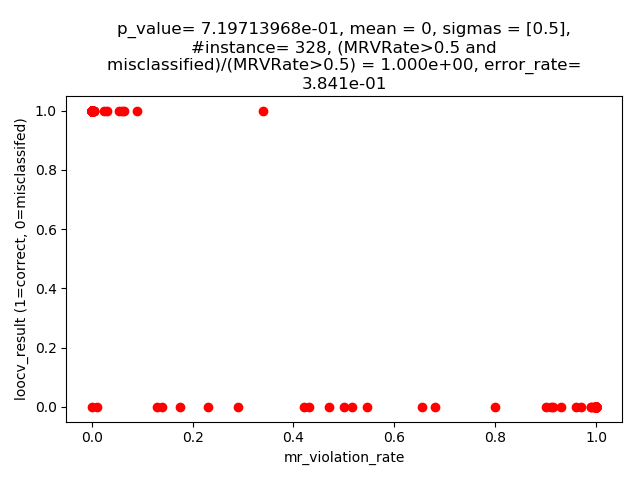 p_value= 7.19713968e-01, mean = 0, sigmas = [0.5],
#instance= 328, (MRVRate>0.5 and
misclassified)/(MRVRate>0.5) = 1.000e+00, error_rate=
3.841e-01
loocv_result (1=correct, 0=misclassifed)
1.0
0.8
0.6
0.4
0.2
0.0
0.0
0.2
0.4
0.6
0.8
1.0
mr_violation_rate